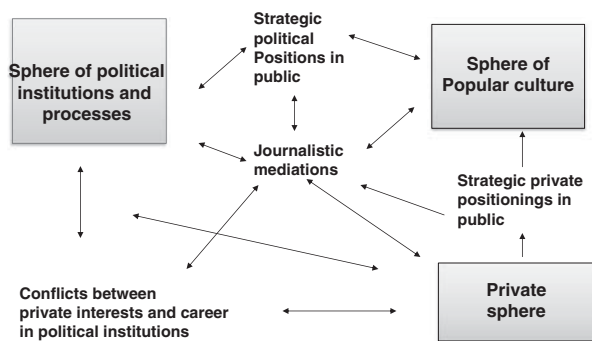 Strategic
political
Positions in
public
Sphere of political
institutions and
processes
Sphere of
Popular culture
Journalistic
mediations
Strategic private
positionings in
public
Conflicts between
private interests and career
in political institutions
Private
sphere